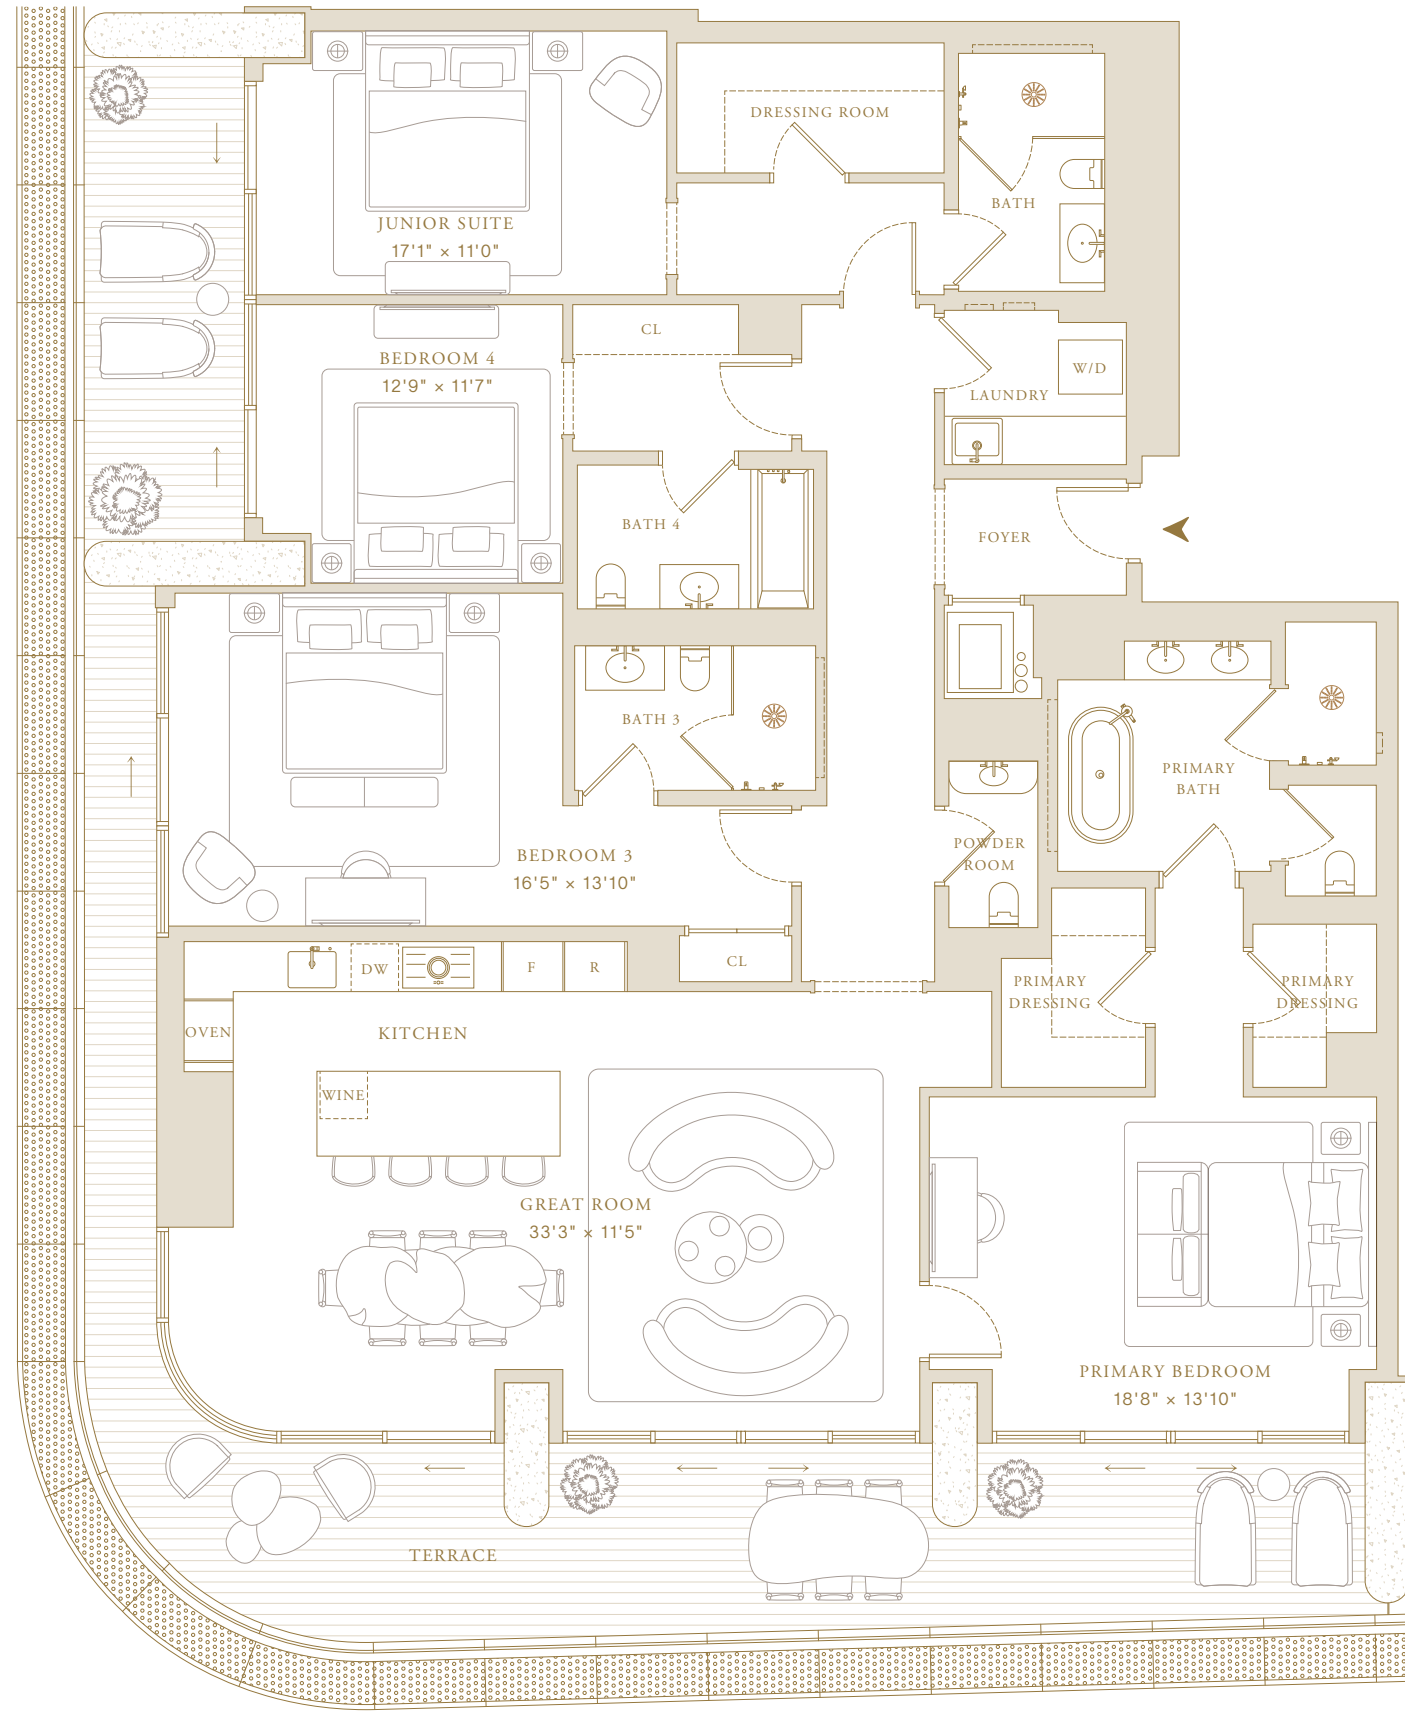 DRESSING ROOM
BATH
JUNIOR SUITE
17'1" × 11'0"
CL
BEDROOM 4
12'9" × 11'7"
W/D
LAUNDRY
BATH 4
FOYER
BATH 3
PRIMARY
BATH
POWDER
ROOM
BEDROOM 3
16'5" × 13'10"
CL
DW
F
R
PRIMARY
DRESSING
PRIMARY
DRESSING
OVEN
KITCHEN
WINE
GREAT ROOM
33'3" × 11'5"
PRIMARY BEDROOM
18'8" × 13'10"
TERRACE